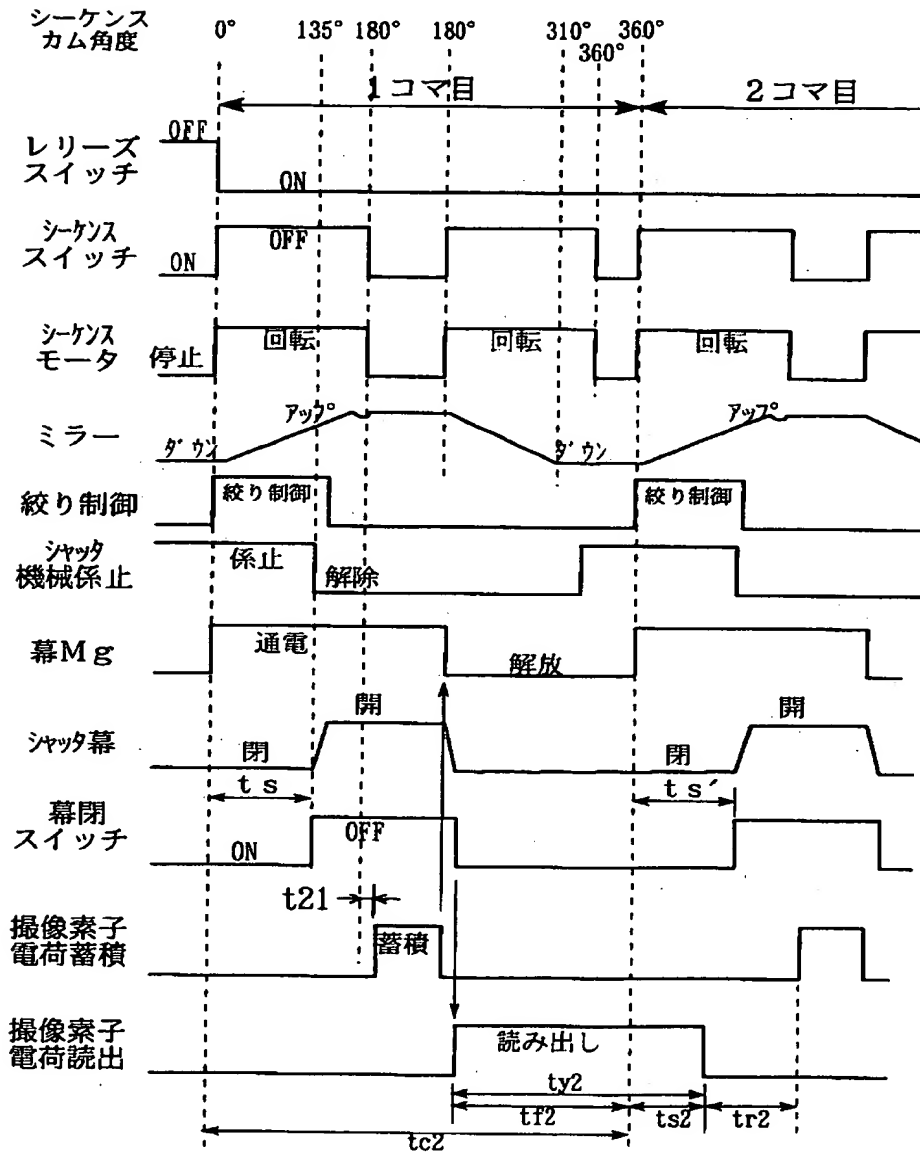 シーケンス
カム角度
0° 135° 180° 180° 310° 360°
360°
1コマ目 2コマ目
レリーズ
スイッチ
OFF
ON
シーケンス
スイッチ
ON
OFF
シーケンス
モータ
停止
回転 回転 回転
ミラー
ダウン アップ ダウン アップ
絞り制御
絞り制御 絞り制御
シャッタ
機械係止
係止
解除
幕Mg
通電
解放
シャッタ幕
閉 開 閉 開
ts ts′
幕閉
スイッチ
ON
OFF
t21
撮像素子
電荷蓄積
蓄積
撮像素子
電荷読出
読み出し
ty2
tf2 ts2 tr2
tc2